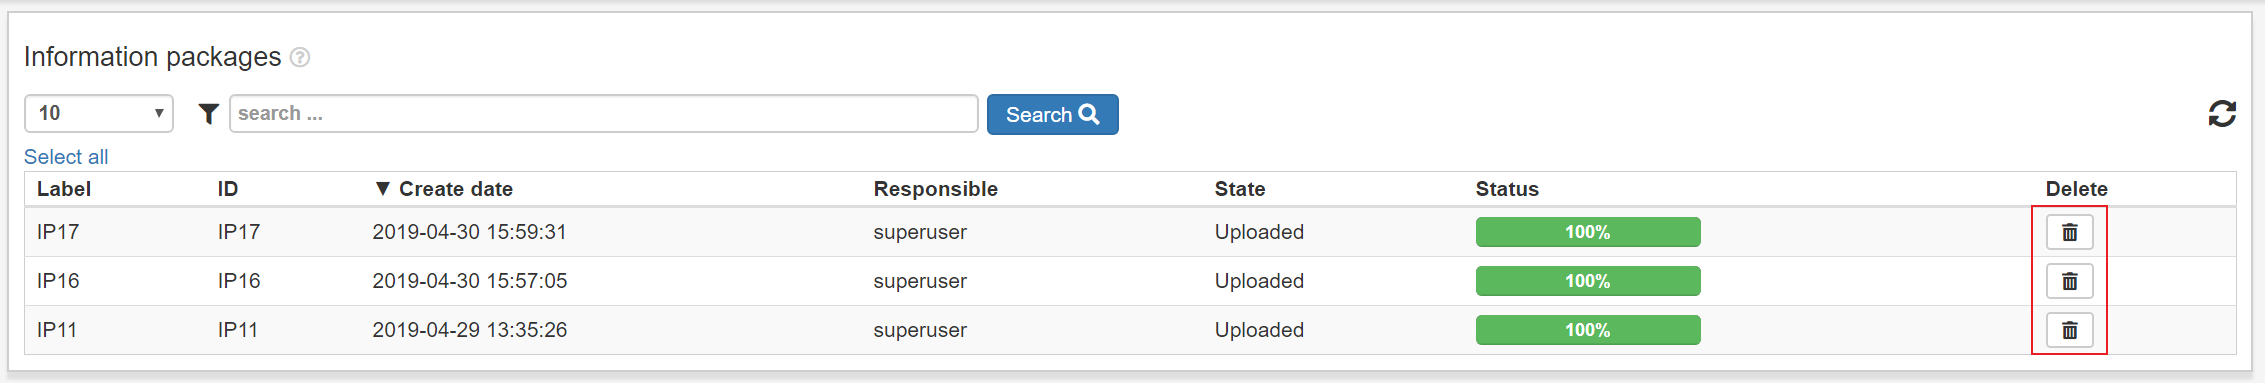 Information packages ?
10 ▼ search ... Search
Select all
Label ID ▼ Create date Responsible State Status Delete
IP17 IP17 2019-04-30 15:59:31 superuser Uploaded 100%
IP16 IP16 2019-04-30 15:57:05 superuser Uploaded 100%
IP11 IP11 2019-04-29 13:35:26 superuser Uploaded 100%